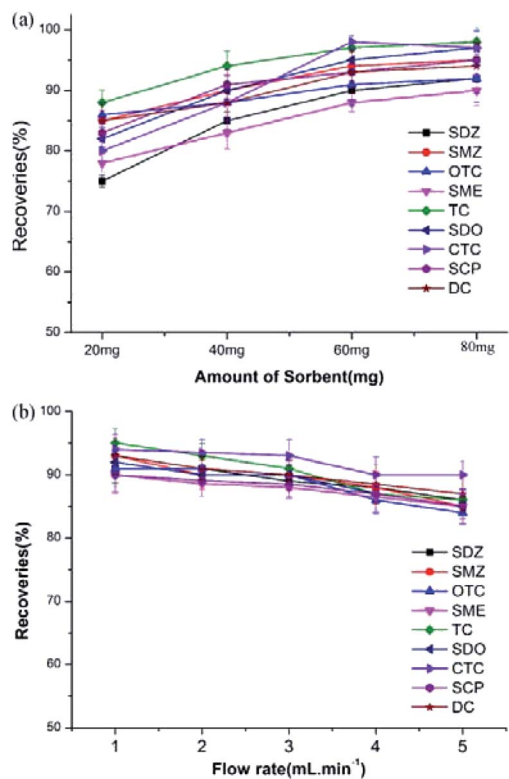 (a)
100
90
80
70
60
50
Recoveries(%)
SDZ
SMZ
OTC
SME
TC
SDO
CTC
SCP
DC
20mg
40mg
60mg
80mg
Amount of Sorbent(mg)
(b)
100
90
80
70
60
50
Recoveries(%)
SDZ
SMZ
OTC
SME
TC
SDO
CTC
SCP
DC
1
2
3
4
5
Flow rate(mL.min⁻¹)